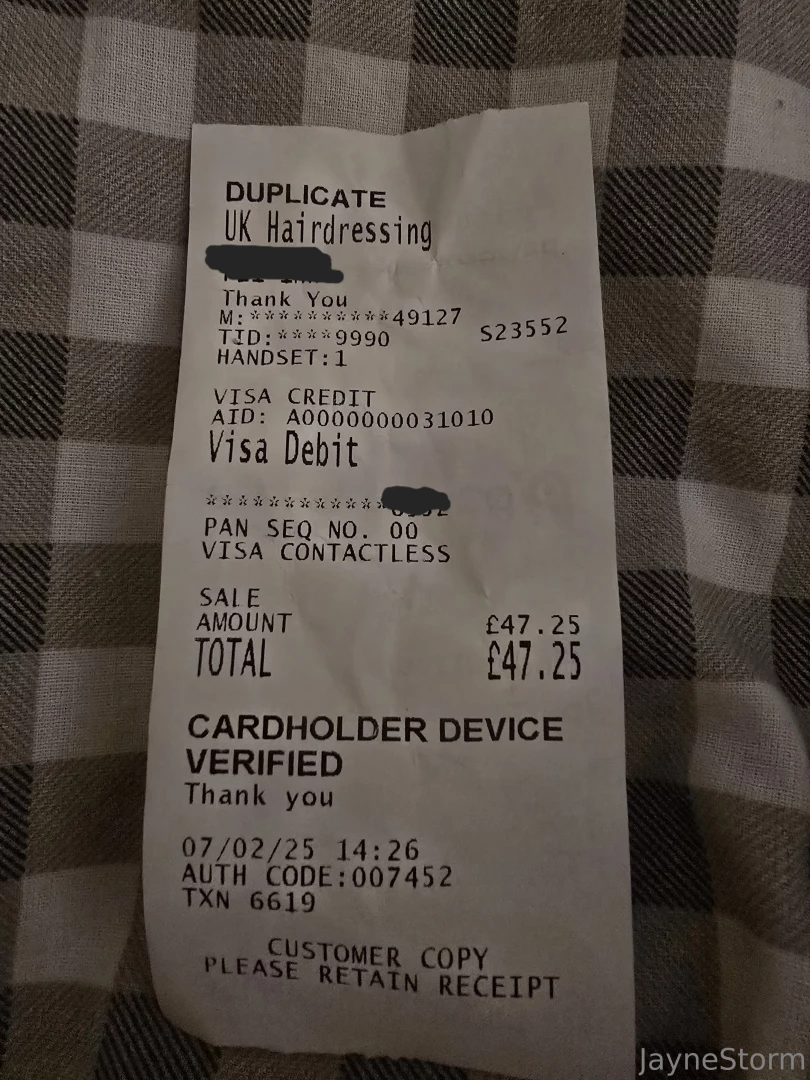 DUPLICATE
UK Hairdressing
Thank You
M:**********49127
TID:****9990 S23552
HANDSET:1
VISA CREDIT
AID: A0000000031010
Visa Debit
************
PAN SEQ NO. 00
VISA CONTACTLESS
SALE
AMOUNT £47.25
TOTAL £47.25
CARDHOLDER DEVICE
VERIFIED
Thank you
07/02/25 14:26
AUTH CODE:007452
TXN 6619
CUSTOMER COPY
PLEASE RETAIN RECEIPT
JayneStorm